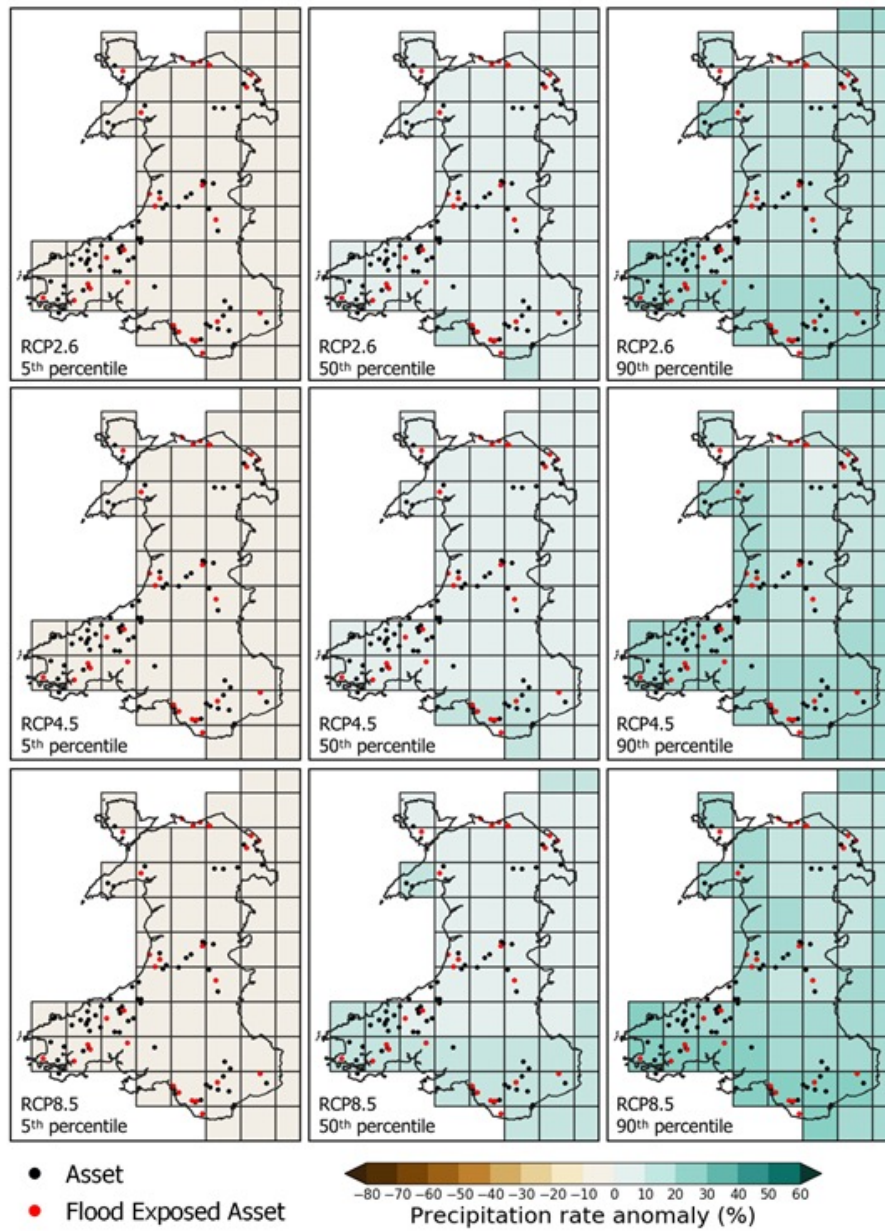 RCP2.6
5th percentile
RCP2.6
50th percentile
RCP2.6
90th percentile
RCP4.5
5th percentile
RCP4.5
50th percentile
RCP4.5
90th percentile
RCP8.5
5th percentile
RCP8.5
50th percentile
RCP8.5
90th percentile
Asset
Flood Exposed Asset
−80 −70 −60 −50 −40 −30 −20 −10 0 10 20 30 40 50 60
Precipitation rate anomaly (%)